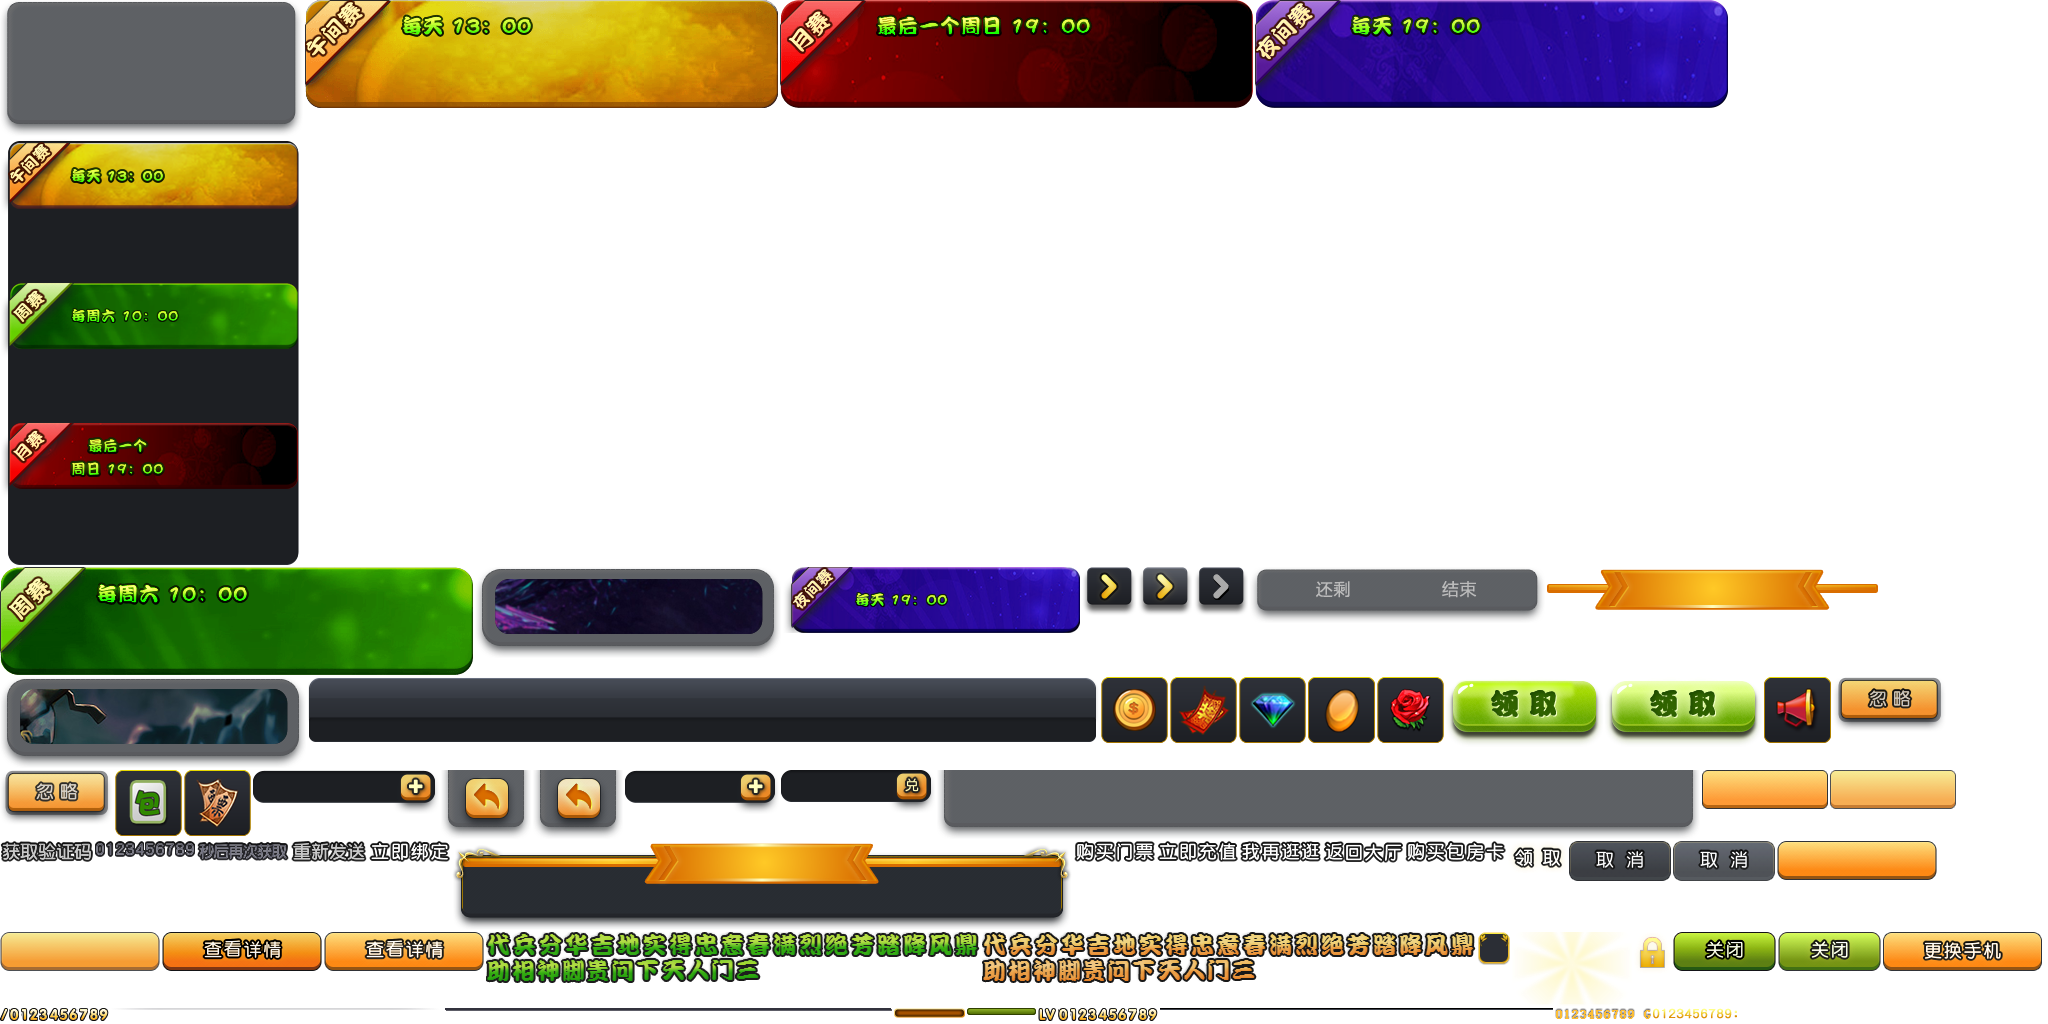 午间赛
每天 13：00
月赛
最后一个周日 19：00
夜间赛
每天 19：00
午间赛
每天 13：00
周赛
每周六 10：00
月赛
最后一个
周日 19：00
周赛
每周六 10：00
夜间赛
每天 19：00
还剩 结束
领取
领取
忽略
忽略
包
兑
获取验证码 0123456789 秒后再次获取 重新发送 立即绑定
购买门票 立即充值 我再逛逛 返回大厅 购买包房卡 领 取
取 消
取 消
查看详情
查看详情
代兵分华吉地实得忠意者满烈绝芳踏降风鼎
助相神脚贵问下天人门三
代兵分华吉地实得忠意者满烈绝芳踏降风鼎
助相神脚贵问下天人门三
关闭
关闭
更换手机
/0123456789
LV 0123456789
0123456789
0123456789: